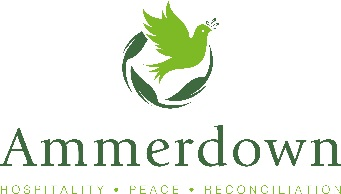 Ammerdown
HOSPITALITY • PEACE • RECONCILIATION